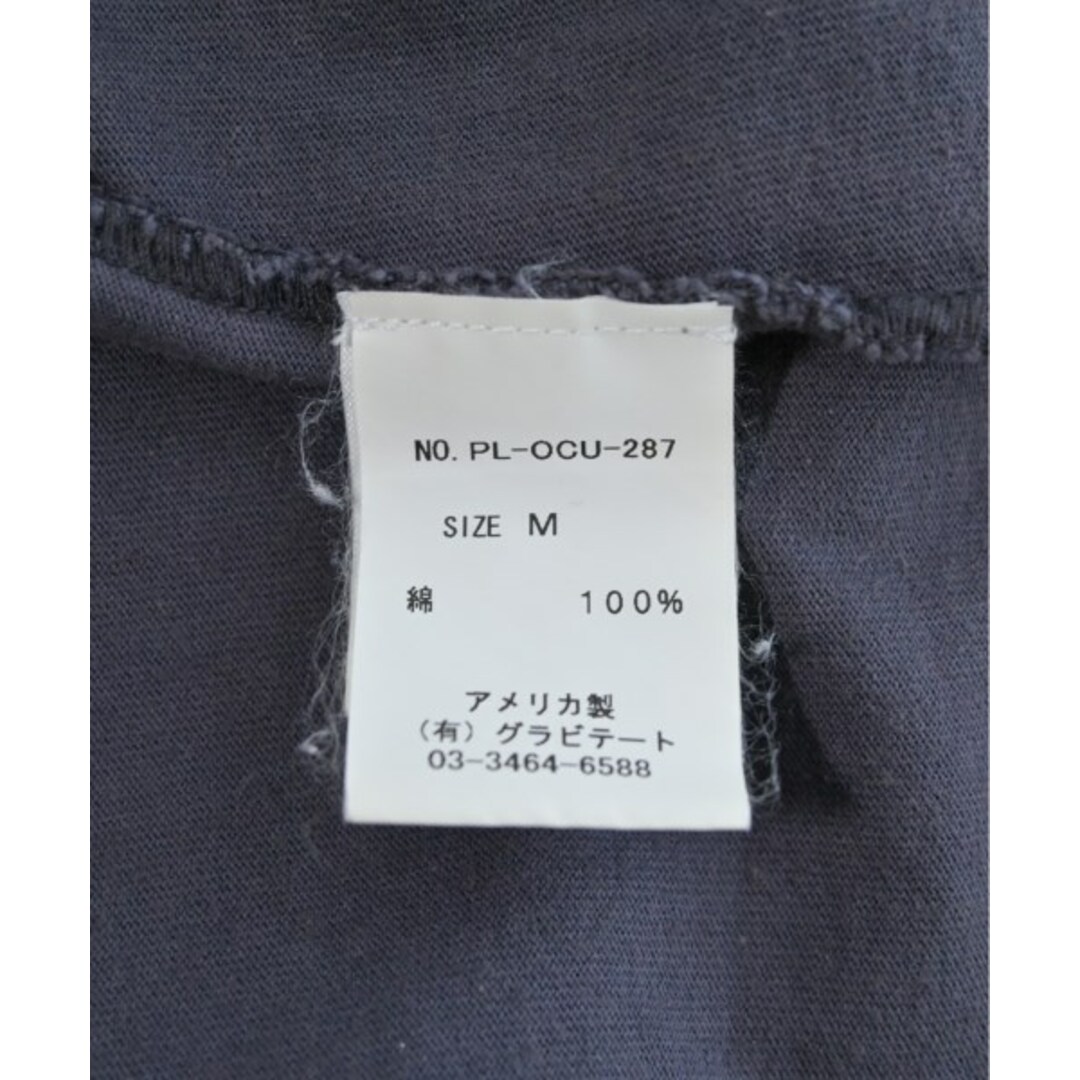 NO. PL-OCU-287
SIZE M
綿 100%
アメリカ製
(有) グラビテート
03-3464-6588